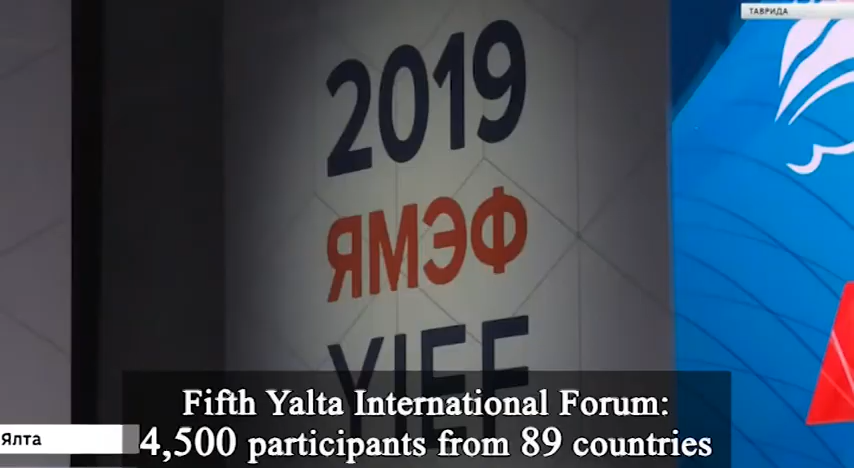 ТАВРИДА
2019
ЯМЭФ
YIEF
Fifth Yalta International Forum:
Ялта
4,500 participants from 89 countries